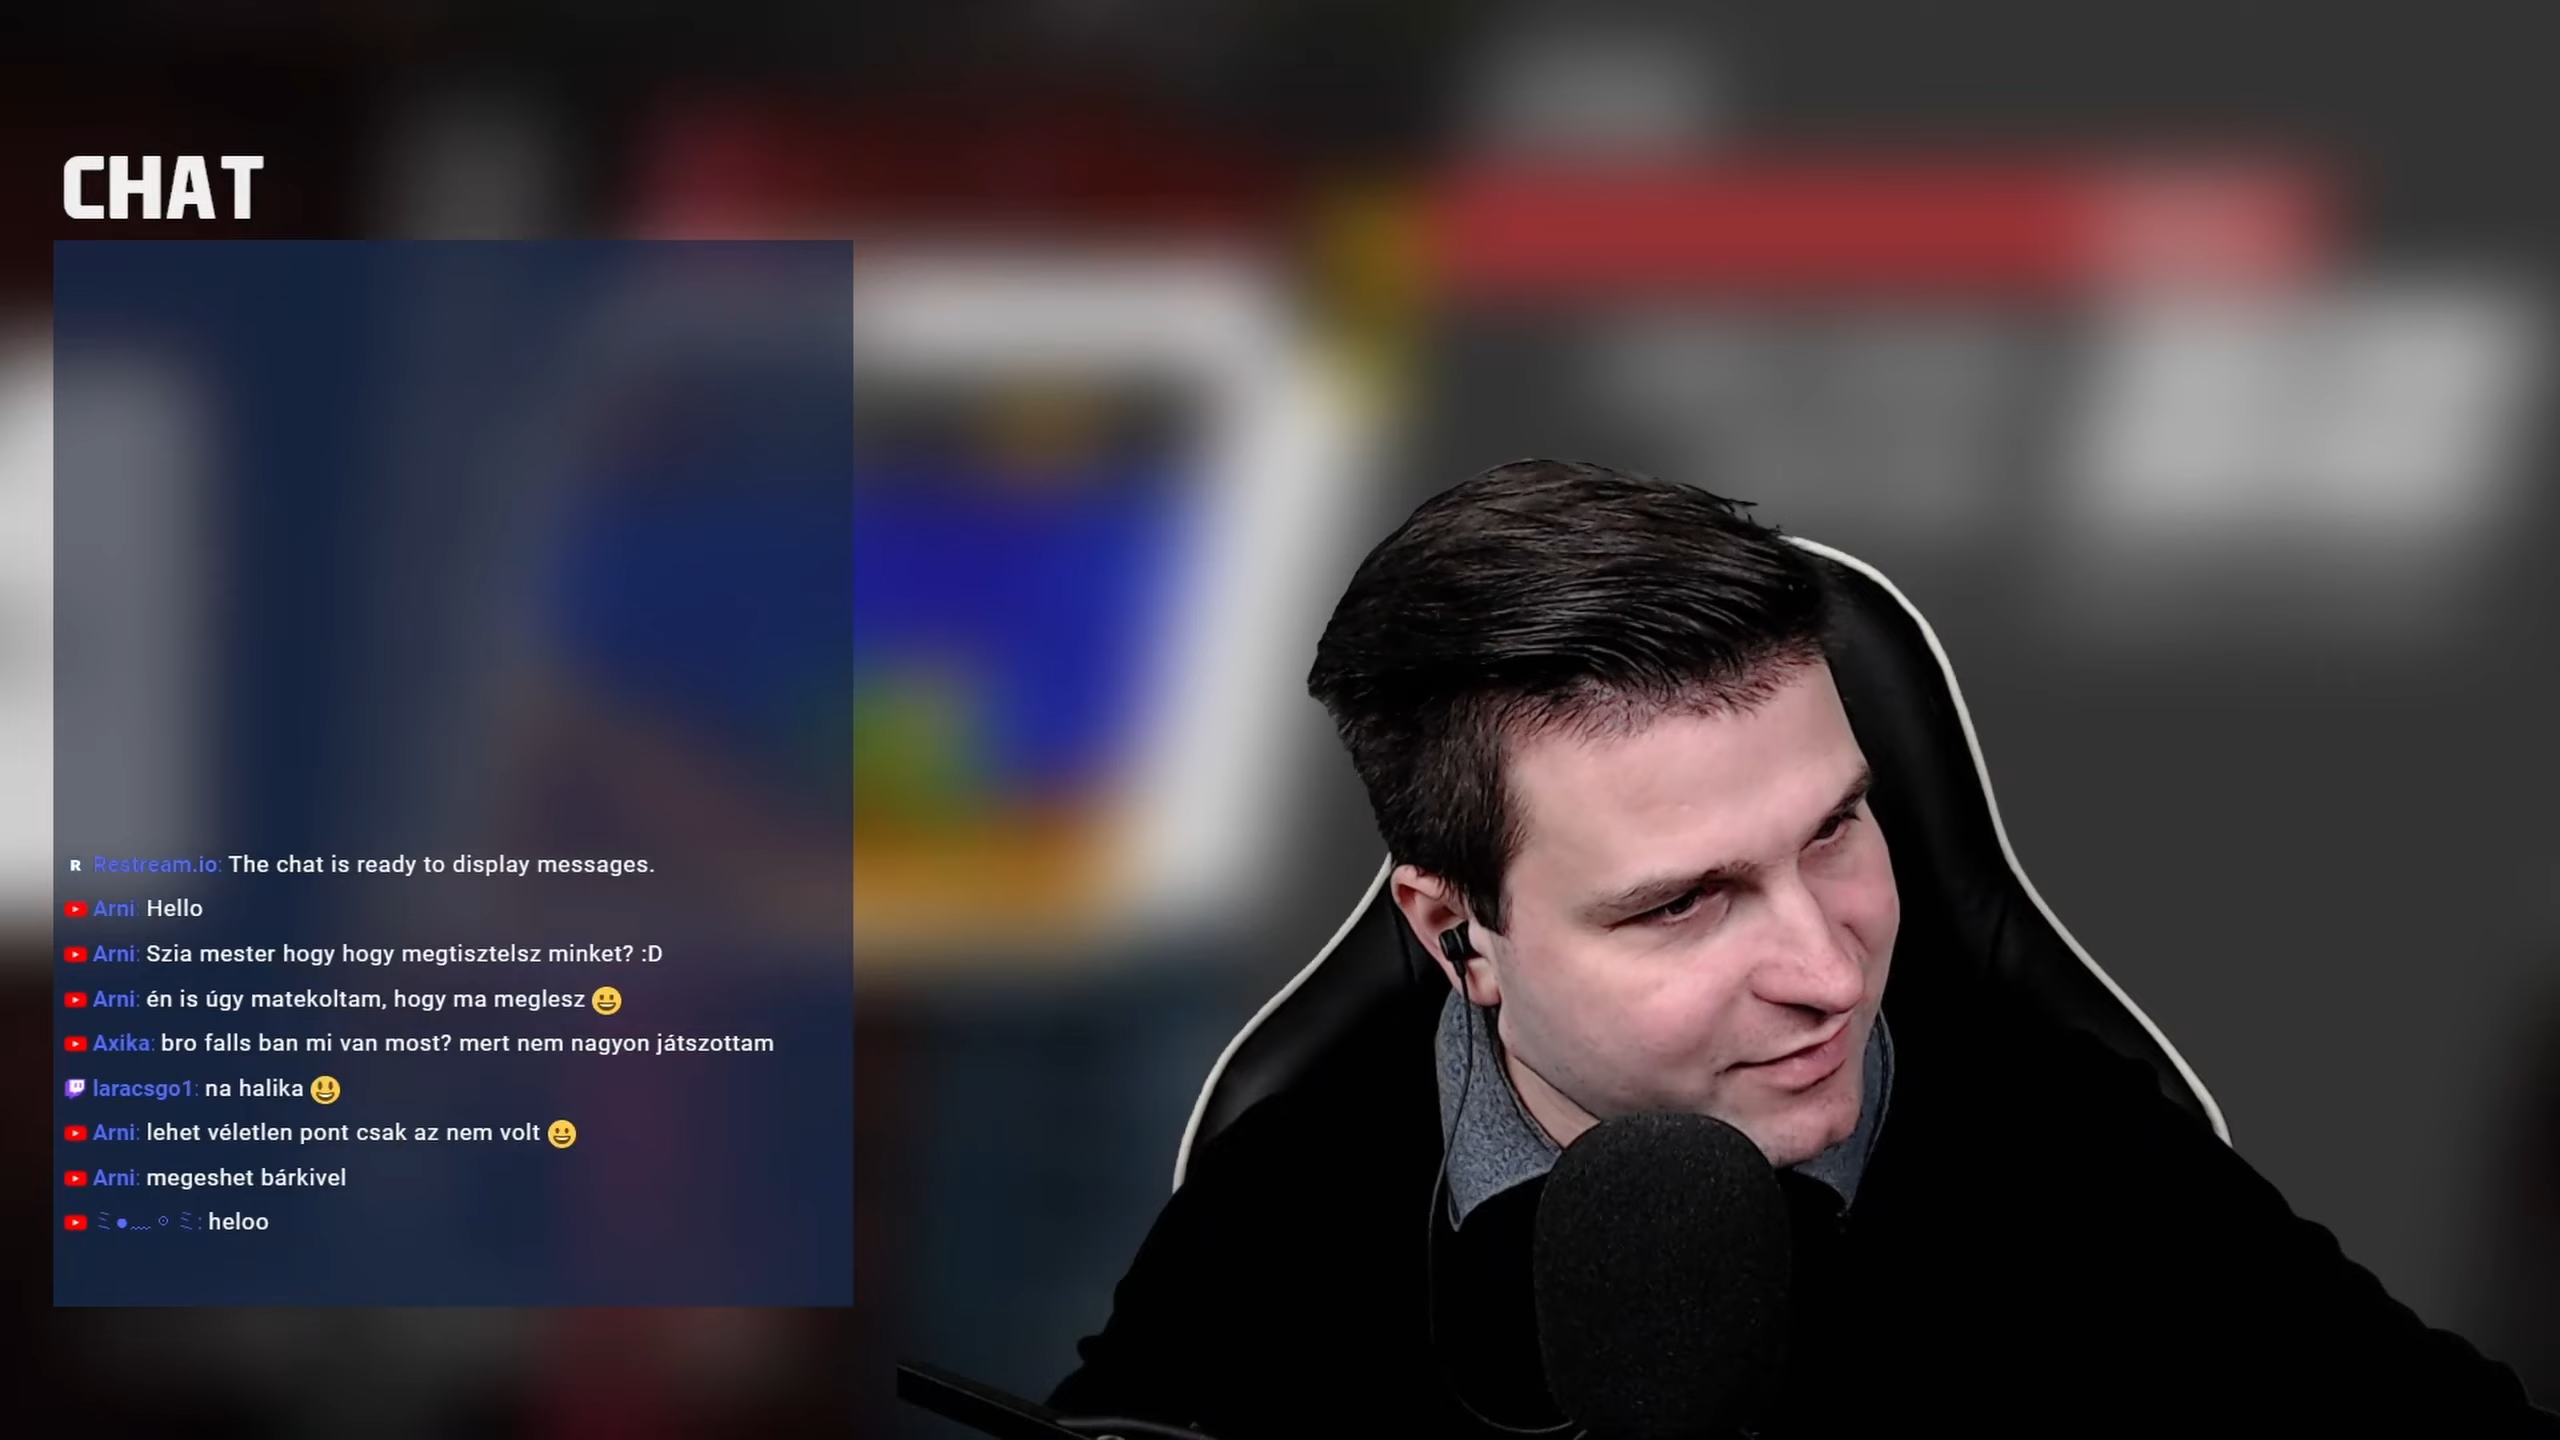 CHAT
R Restream.io: The chat is ready to display messages.
Arni: Hello
Arni: Szia mester hogy hogy megtisztelsz minket? :D
Arni: én is úgy matekoltam, hogy ma meglesz 😃
Axika: bro falls ban mi van most? mert nem nagyon játszottam
laracsgo1: na halika 😃
Arni: lehet véletlen pont csak az nem volt 😃
Arni: megeshet bárkivel
heloo